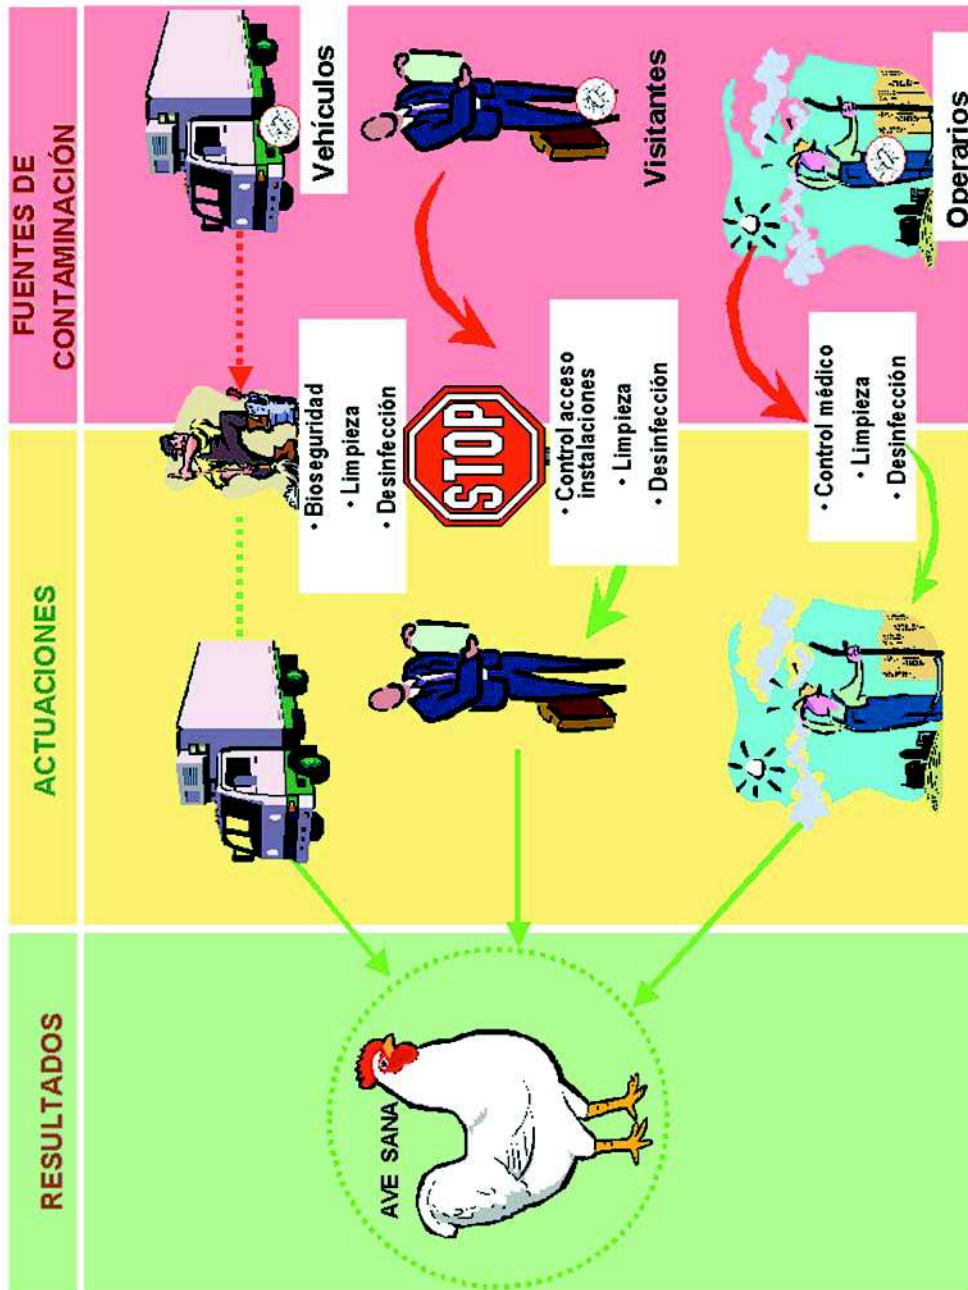 RESULTADOS
ACTUACIONES
FUENTES DE
CONTAMINACIÓN
AVE SANA
• Bioseguridad
• Limpieza
• Desinfección
Vehículos
STOP
• Control acceso
instalaciones
• Limpieza
• Desinfección
Visitantes
• Control médico
• Limpieza
• Desinfección
Operarios